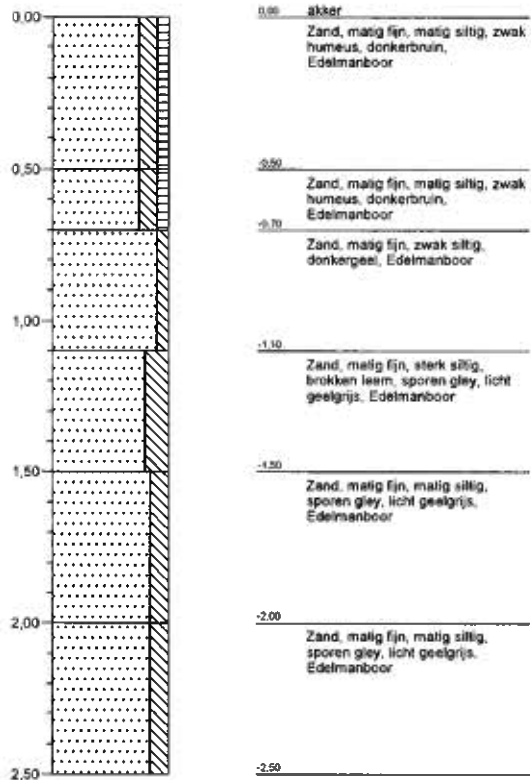 0,00
0,50
1,00
1,50
2,00
2,50
0,00 akker
Zand, matig fijn, matig siltig, zwak
humeus, donkerbruin,
Edelmanboor
-0,50
Zand, matig fijn, matig siltig, zwak
humeus, donkerbruin,
Edelmanboor
-0,70
Zand, matig fijn, zwak siltig,
donkergeel, Edelmanboor
-1,10
Zand, matig fijn, sterk siltig,
brokken leem, sporen gley, licht
geelgrijs, Edelmanboor
-1,50
Zand, matig fijn, matig siltig,
sporen gley, licht geelgrijs,
Edelmanboor
-2,00
Zand, matig fijn, matig siltig,
sporen gley, licht geelgrijs,
Edelmanboor
-2,50